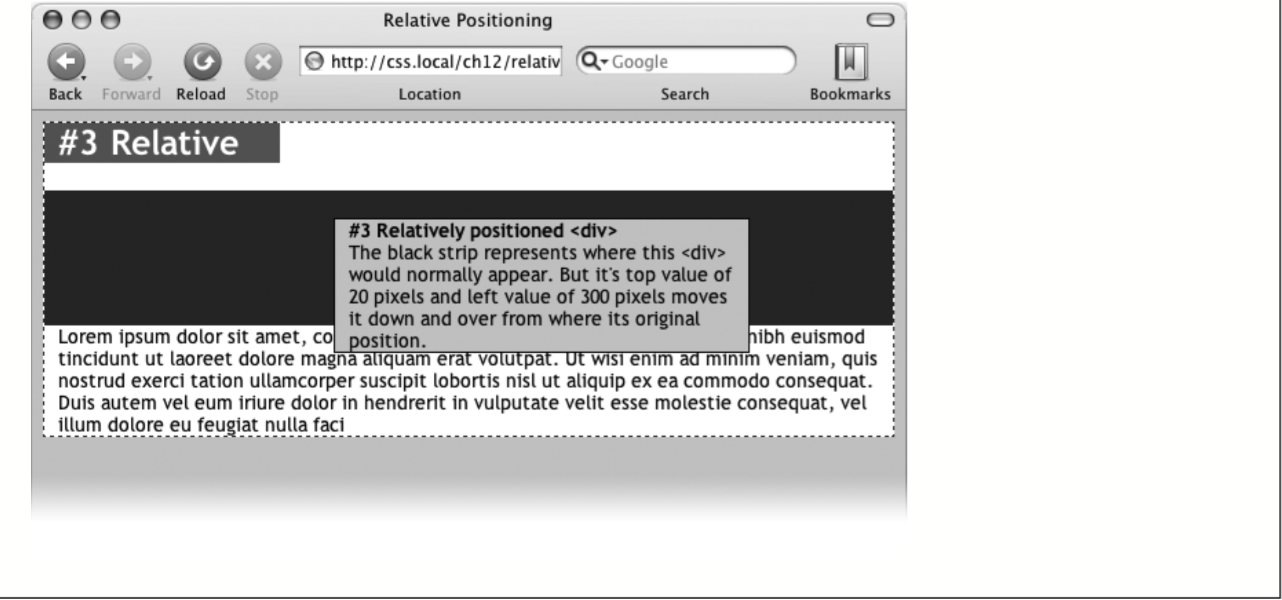 Relative Positioning
http://css.local/ch12/relativ
Google
Back Forward Reload Stop Location Search Bookmarks
#3 Relative
#3 Relatively positioned <div>
The black strip represents where this <div>
would normally appear. But it's top value of
20 pixels and left value of 300 pixels moves
it down and over from where its original
position.
Lorem ipsum dolor sit amet, co nibh euismod
tincidunt ut laoreet dolore magna aliquam erat volutpat. Ut wisi enim ad minim veniam, quis
nostrud exerci tation ullamcorper suscipit lobortis nisl ut aliquip ex ea commodo consequat.
Duis autem vel eum iriure dolor in hendrerit in vulputate velit esse molestie consequat, vel
illum dolore eu feugiat nulla faci